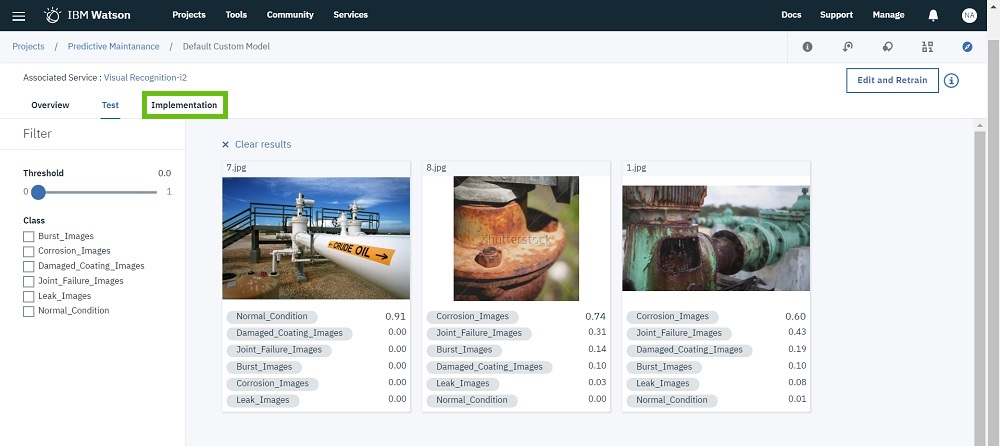 IBM Watson Projects Tools Community Services Docs Support Manage NA
Projects / Predictive Maintanance / Default Custom Model
Associated Service : Visual Recognition-i2
Edit and Retrain
Overview Test Implementation
Filter
Threshold 0.0
0 1
Class
Burst_Images
Corrosion_Images
Damaged_Coating_Images
Joint_Failure_Images
Leak_Images
Normal_Condition
× Clear results
7.jpg
CRUDE OIL
Normal_Condition 0.91
Damaged_Coating_Images 0.00
Joint_Failure_Images 0.00
Burst_Images 0.00
Corrosion_Images 0.00
Leak_Images 0.00
8.jpg
shutterstock
Corrosion_Images 0.74
Joint_Failure_Images 0.31
Burst_Images 0.14
Damaged_Coating_Images 0.10
Leak_Images 0.03
Normal_Condition 0.00
1.jpg
Corrosion_Images 0.60
Joint_Failure_Images 0.43
Damaged_Coating_Images 0.19
Burst_Images 0.10
Leak_Images 0.08
Normal_Condition 0.01